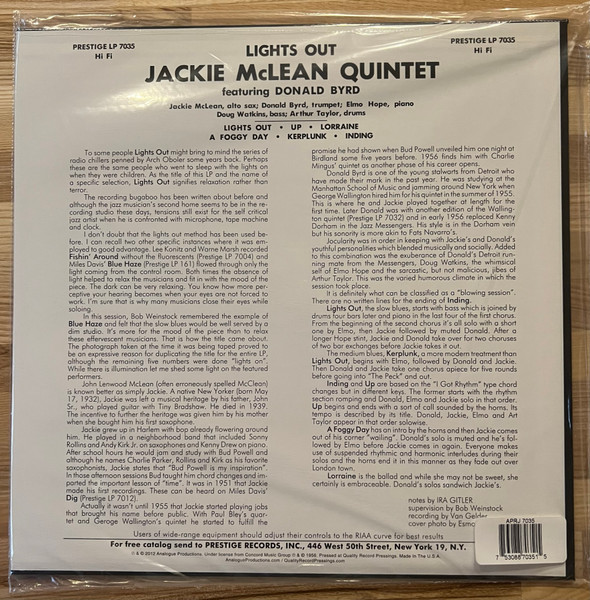 PRESTIGE LP 7035
Hi Fi
LIGHTS OUT
PRESTIGE LP 7035
Hi Fi
JACKIE McLEAN QUINTET
featuring DONALD BYRD
Jackie McLean, alto sax; Donald Byrd, trumpet; Elmo Hope, piano
Doug Watkins, bass; Arthur Taylor, drums
LIGHTS OUT • UP • LORRAINE
A FOGGY DAY • KERPLUNK • INDING
To some people Lights Out might bring to mind the series of
radio chillers penned by Arch Oboler some years back. Perhaps
these are the same people who went to sleep with the lights on
when they were children. As the title of this LP and the name of
a specific selection, Lights Out signifies relaxation rather than
terror.
The recording bugaboo has been written about before and
although the jazz musician's second home seems to be in the re-
cording studio these days, tensions still exist for the self critical
jazz artist when he is confronted with microphone, tape machine
and clock.
I don't doubt that the lights out method has been used be-
fore. I can recall two other specific instances where it was em-
ployed to good advantage. Lee Konitz and Warne Marsh recorded
Fishin' Around without the fluorescents (Prestige LP 7004) and
Miles Davis' Blue Haze (Prestige LP 161) flowed through only the
light coming from the control room. Both times the absence of
light helped to relax the musicians and fit in with the mood of the
piece. The dark can be very relaxing. You know how more per-
ceptive your hearing becomes when your eyes are not forced to
work. I'm sure that is why many musicians close their eyes while
soloing.
In this session, Bob Weinstock remembered the example of
Blue Haze and felt that the slow blues would be well served by a
dim studio. It's more for the mood of the piece than to relax
these effervescent musicians. That is how the title came about.
The photograph taken at the time it was being taped proved to
be an expressive reason for duplicating the title for the entire LP,
although the remaining five numbers were done "lights on".
While there is illumination let me shed some light on the featured
performers.
John Lenwood McLean (often erroneously spelled McClean)
is known better as simply Jackie. A native New Yorker (born May
17, 1932), Jackie was left a musical heritage by his father, John
Sr., who played guitar with Tiny Bradshaw. He died in 1939.
The incentive to further the heritage was given him by his mother
when she bought him his first saxophone.
Jackie grew up in Harlem with bop already flowering around
him. He played in a neighborhood band that included Sonny
Rollins and Andy Kirk Jr. on saxophones and Kenny Drew on piano.
After school hours he would jam and study with Bud Powell and
although he names Charlie Parker, Rollins and Kirk as his favorite
saxophonists, Jackie states that "Bud Powell is my inspiration".
In those afternoon sessions Bud taught him chord changes and im-
parted the important lesson of "time". It was in 1951 that Jackie
made his first recordings. These can be heard on Miles Davis'
Dig (Prestige LP 7012).
Actually it wasn't until 1955 that Jackie started playing jobs
that brought his name before the public. With Paul Bley's quar-
tet and George Wallington's quintet he started to fulfill the
promise he had shown when Bud Powell unveiled him one night at
Birdland some five years before. 1956 finds him with Charlie
Mingus' quintet as another phase of his career opens.
Donald Byrd is one of the young stalwarts from Detroit who
have made their mark in the past year. He was studying at the
Manhattan School of Music and jamming around New York when
George Wallington hired him for his quintet in the summer of 1955.
This is where he and Jackie played together at length for the
first time. Later Donald was with another edition of the Walling-
ton quintet (Prestige LP 7032) and in early 1956 replaced Kenny
Dorham in the Jazz Messengers. His style is in the Dorham vein
but his sonority is more akin to Fats Navarro's.
Jocularity was in order in keeping with Jackie's and Donald's
youthful personalities which blended musically and socially. Added
to this combination was the exuberance of Donald's Detroit run-
ning mate from the Messengers, Doug Watkins, the whimsical
self of Elmo Hope and the sarcastic, but not malicious, jibes of
Arthur Taylor. This was the varied humorous climate in which the
session took place.
It is definitely what can be classified as a "blowing session".
There are no written lines for the ending of Inding.
Lights Out, the slow blues, starts with bass which is joined by
drums four bars later and piano in the last four of the first chorus.
From the beginning of the second chorus it's all solo with a short
one by Elmo, then Jackie followed by muted Donald. After a
longer Hope stint, Jackie and Donald take over for two choruses
of two bar exchanges before Jackie takes it out.
The medium blues, Kerplunk, a more modern treatment than
Lights Out, begins with Elmo, followed by Donald and Jackie.
Then Donald and Jackie take one chorus apiece for five rounds
before going into "The Peck" and out.
Inding and Up are based on the "I Got Rhythm" type chord
changes but in different keys. The former starts with the rhythm
section romping and Donald, Elmo and Jackie solo in that order.
Up begins and ends with a sort of call sounded by the horns. Its
tempo is described by its title. Donald, Jackie, Elmo and Art
Taylor appear in that order solowise.
A Foggy Day has an intro by the horns and then Jackie comes
out of his corner "wailing". Donald's solo is muted and he's fol-
lowed by Elmo before Jackie comes in again. Everyone makes
use of suspended rhythmic and harmonic interludes during their
solos and the horns end it in this manner as they fade out over
London town.
Lorraine is the ballad and while she may not be sweet, she
certainly is embraceable. Donald's solos sandwich Jackie's.
notes by IRA GITLER
supervision by Bob Weinstock
recording by Van Gelder
cover photo by Esmo
Users of wide-range equipment should adjust their controls to the RIAA curve for best results
For free catalog send to PRESTIGE RECORDS, INC., 446 West 50th Street, New York 19, N.Y.
℗ & © 2012 Analogue Productions. Under license from Concord Music Group ℗ & © 1956. Pressed at Quality Record Pressings. Made in The U.S.A.
AnalogueProductions.com / QualityRecordPressings.com
APRJ 7035
7 53088 70351 5